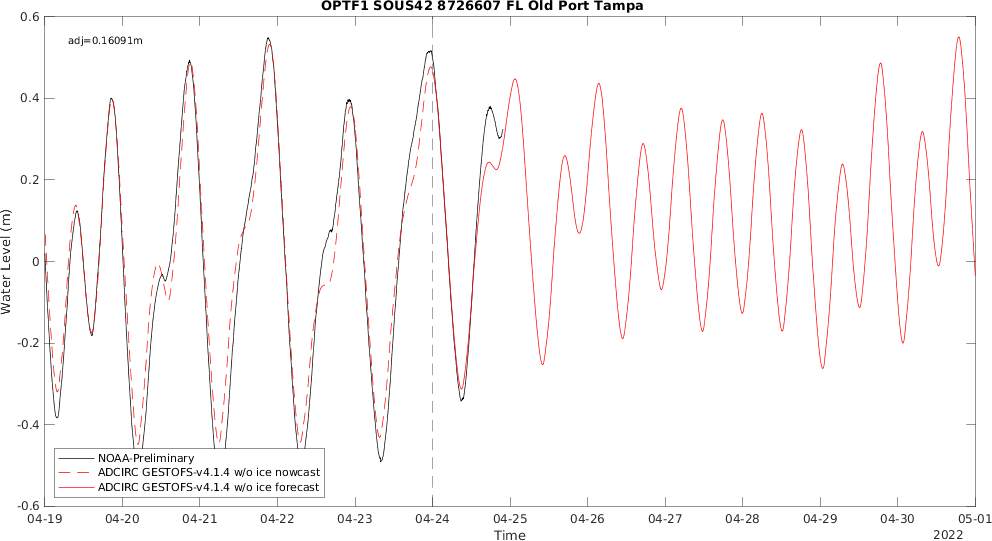 OPTF1 SOUS42 8726607 FL Old Port Tampa
0.6
adj=0.16091m
0.4
0.2
0
-0.2
-0.4
-0.6
Water Level (m)
NOAA-Preliminary
ADCIRC GESTOFS-v4.1.4 w/o ice nowcast
ADCIRC GESTOFS-v4.1.4 w/o ice forecast
04-19 04-20 04-21 04-22 04-23 04-24 04-25 04-26 04-27 04-28 04-29 04-30 05-01
Time
2022